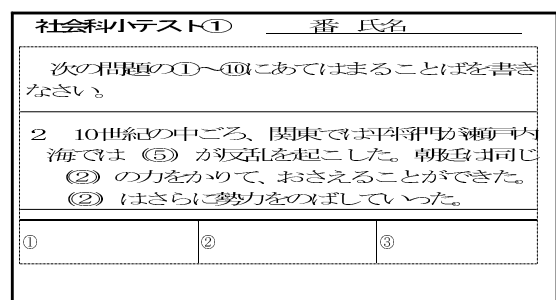 社会科小テスト① 番 氏名
次の問題の①～⑩にあてはまることばを書き
なさい。
２ 10世紀の中ごろ、関東では平将門が瀬戸内
海では （⑤） が反乱を起こした。朝廷は同じ
（②） の力をかりて、おさえることができた。
（②） はさらに勢力をのばしていった。
① ② ③